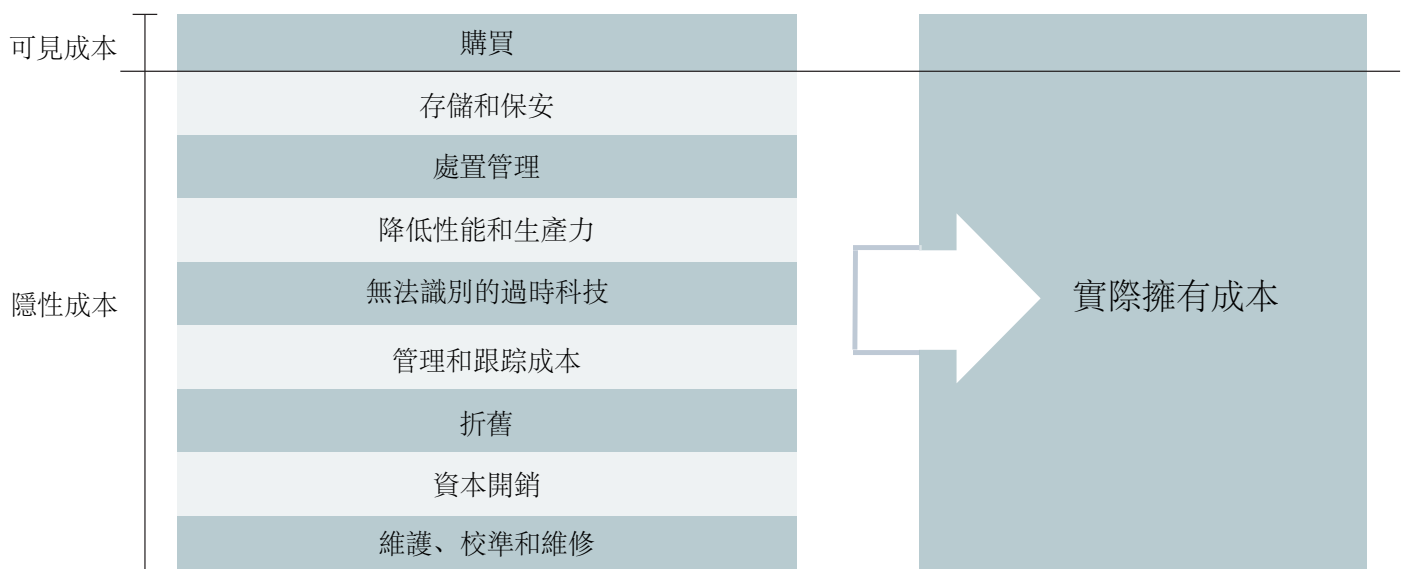 可見成本
購買
存儲和保安
處置管理
降低性能和生產力
無法識別的過時科技
隱性成本
實際擁有成本
管理和跟踪成本
折舊
資本開銷
維護、校準和維修